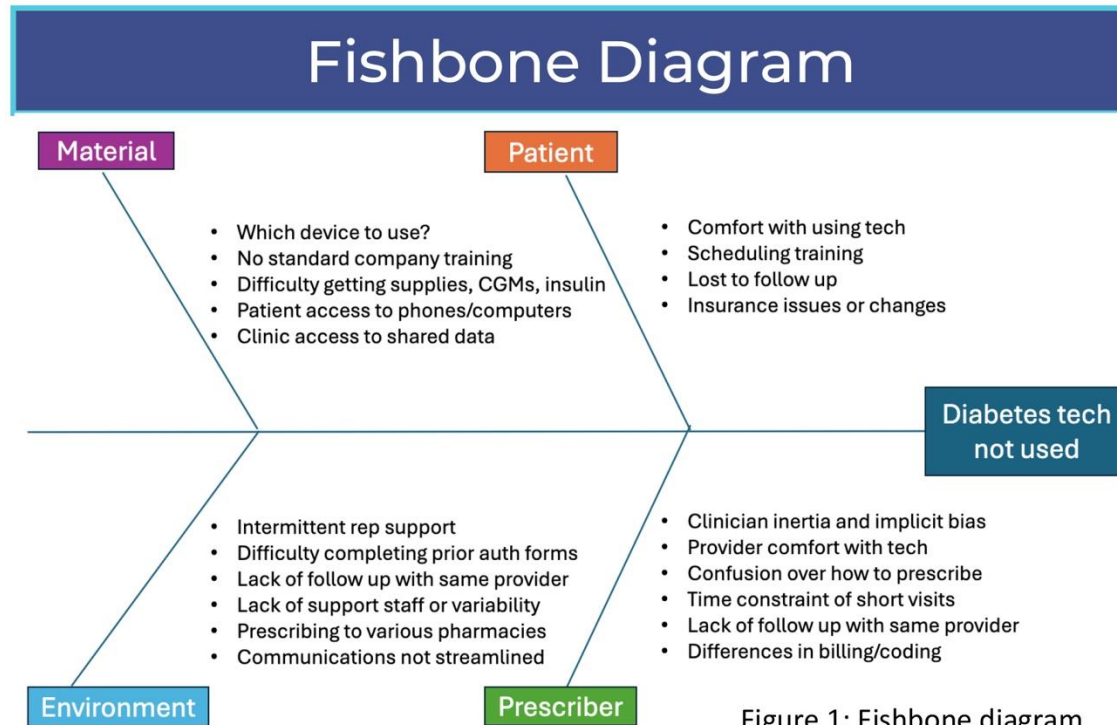 Fishbone Diagram
Material
Patient
• Which device to use?
• No standard company training
• Difficulty getting supplies, CGMs, insulin
• Patient access to phones/computers
• Clinic access to shared data
• Comfort with using tech
• Scheduling training
• Lost to follow up
• Insurance issues or changes
Diabetes tech
not used
• Intermittent rep support
• Difficulty completing prior auth forms
• Lack of follow up with same provider
• Lack of support staff or variability
• Prescribing to various pharmacies
• Communications not streamlined
• Clinician inertia and implicit bias
• Provider comfort with tech
• Confusion over how to prescribe
• Time constraint of short visits
• Lack of follow up with same provider
• Differences in billing/coding
Environment
Prescriber
Figure 1: Fishbone diagram